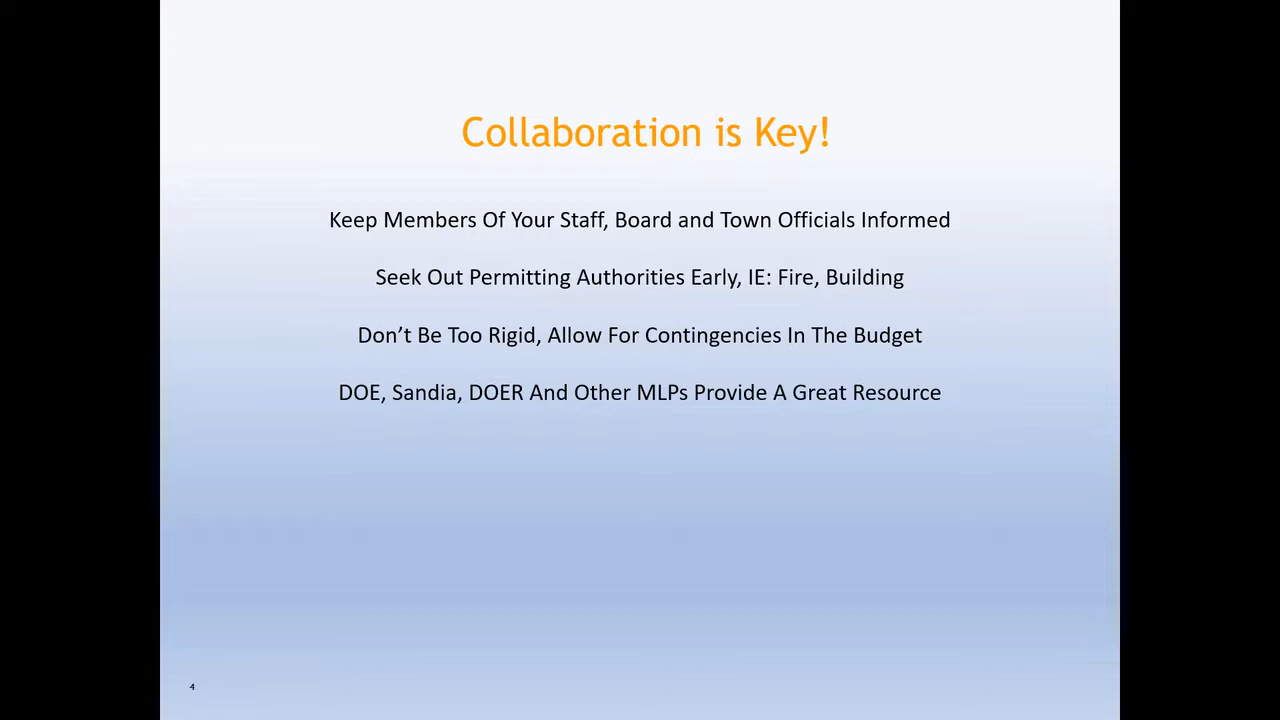 Collaboration is Key!
Keep Members Of Your Staff, Board and Town Officials Informed
Seek Out Permitting Authorities Early, IE: Fire, Building
Don’t Be Too Rigid, Allow For Contingencies In The Budget
DOE, Sandia, DOER And Other MLPs Provide A Great Resource
4